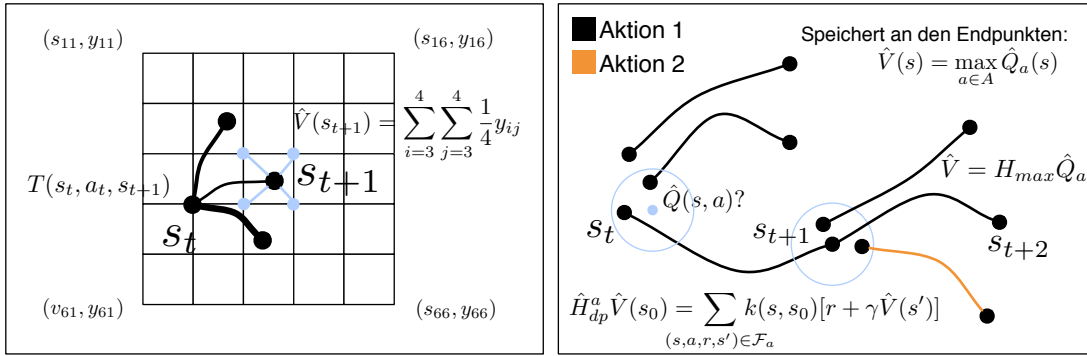 (s_{11}, y_{11})
(s_{16}, y_{16})
\hat{V}(s_{t+1}) = \sum_{i=3}^{4} \sum_{j=3}^{4} \frac{1}{4} y_{ij}
T(s_t, a_t, s_{t+1})
s_{t+1}
s_t
(v_{61}, y_{61})
(s_{66}, y_{66})
Aktion 1
Aktion 2
Speichert an den Endpunkten:
\hat{V}(s) = \max_{a \in A} \hat{Q}_a(s)
\hat{V} = H_{max} \hat{Q}_a
\hat{Q}(s, a)?
s_t
s_{t+1}
s_{t+2}
\hat{H}_{dp}^{a} \hat{V}(s_0) = \sum_{(s,a,r,s') \in \mathcal{F}_a} k(s, s_0)[r + \gamma \hat{V}(s')]